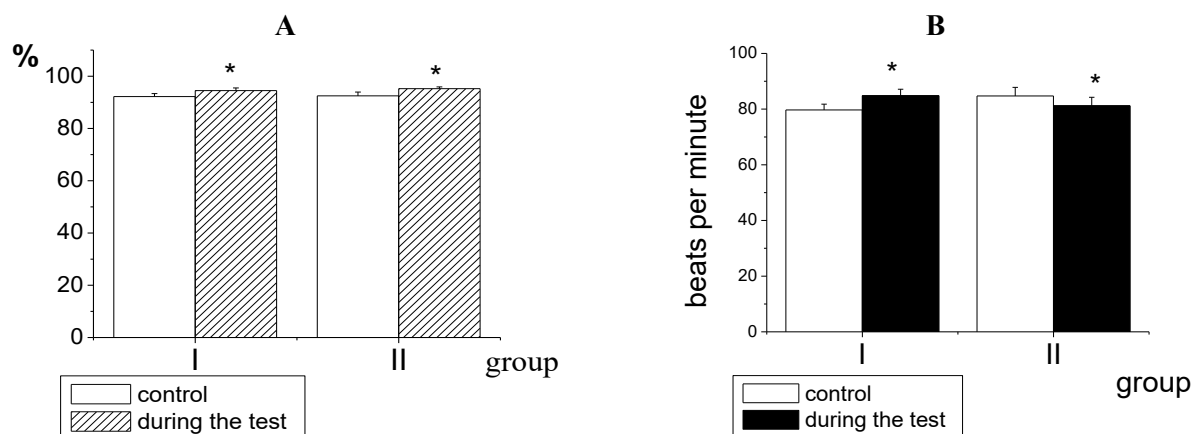 A
%
100
80
60
40
20
0
*
*
I
II
group
control
during the test
B
beats per minute
100
80
60
40
20
0
*
*
I
II
group
control
during the test